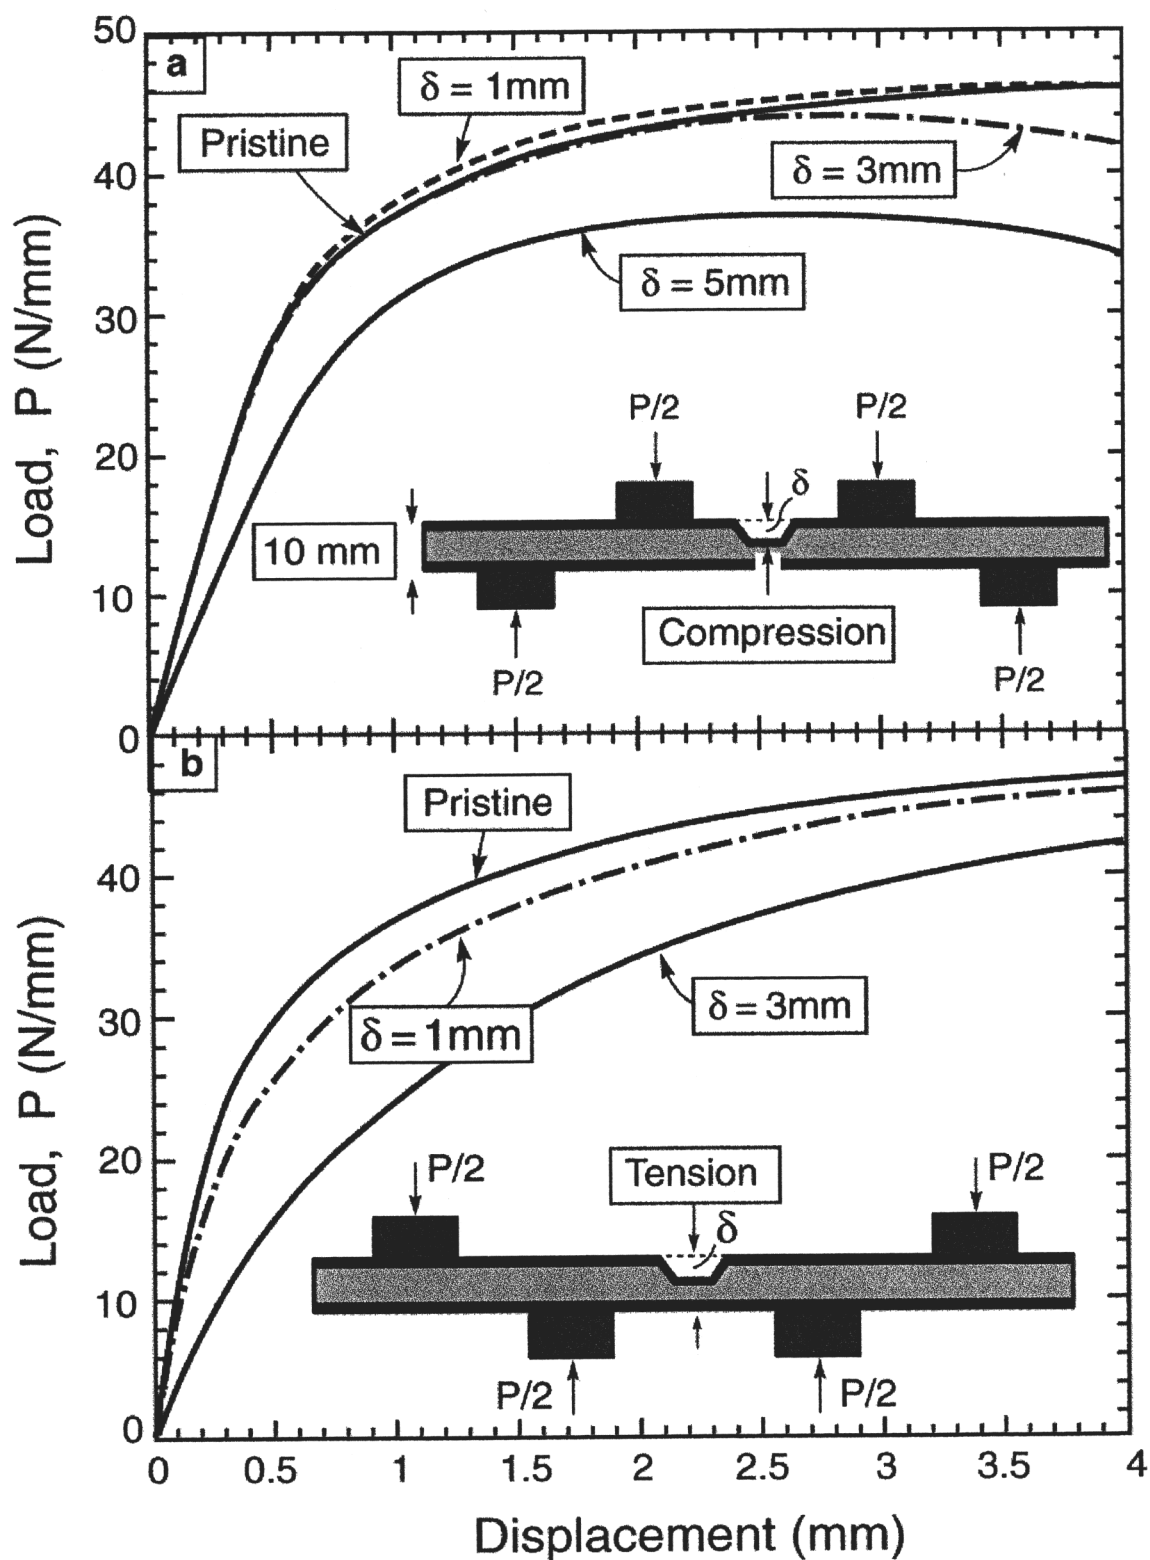 50
a
δ = 1mm
Pristine
40
δ = 3mm
δ = 5mm
30
Load, P (N/mm)
20
P/2
P/2
δ
10 mm
10
Compression
P/2
P/2
0
b
Pristine
40
δ = 3mm
30
δ = 1mm
Load, P (N/mm)
20
P/2
Tension
P/2
δ
10
P/2
P/2
0
0
0.5
1
1.5
2
2.5
3
3.5
4
Displacement (mm)